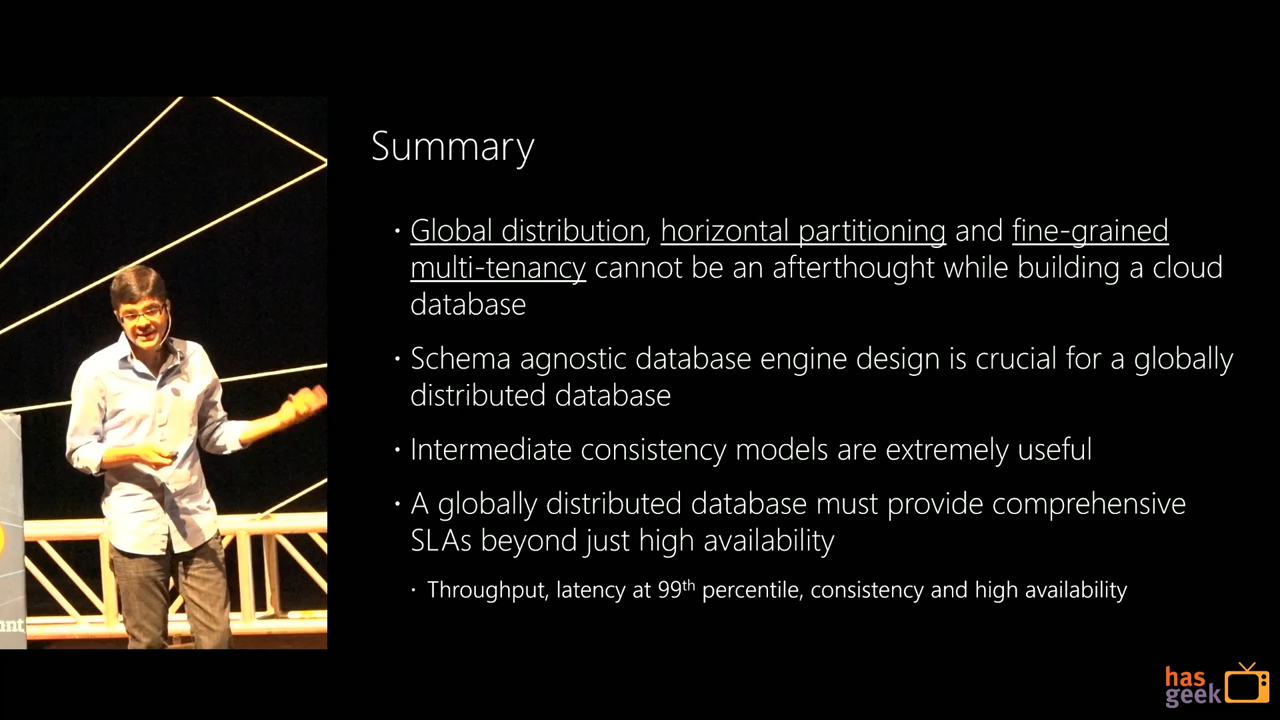 Summary
· Global distribution, horizontal partitioning and fine-grained
multi-tenancy cannot be an afterthought while building a cloud
database
· Schema agnostic database engine design is crucial for a globally
distributed database
· Intermediate consistency models are extremely useful
· A globally distributed database must provide comprehensive
SLAs beyond just high availability
· Throughput, latency at 99th percentile, consistency and high availability
has
geek